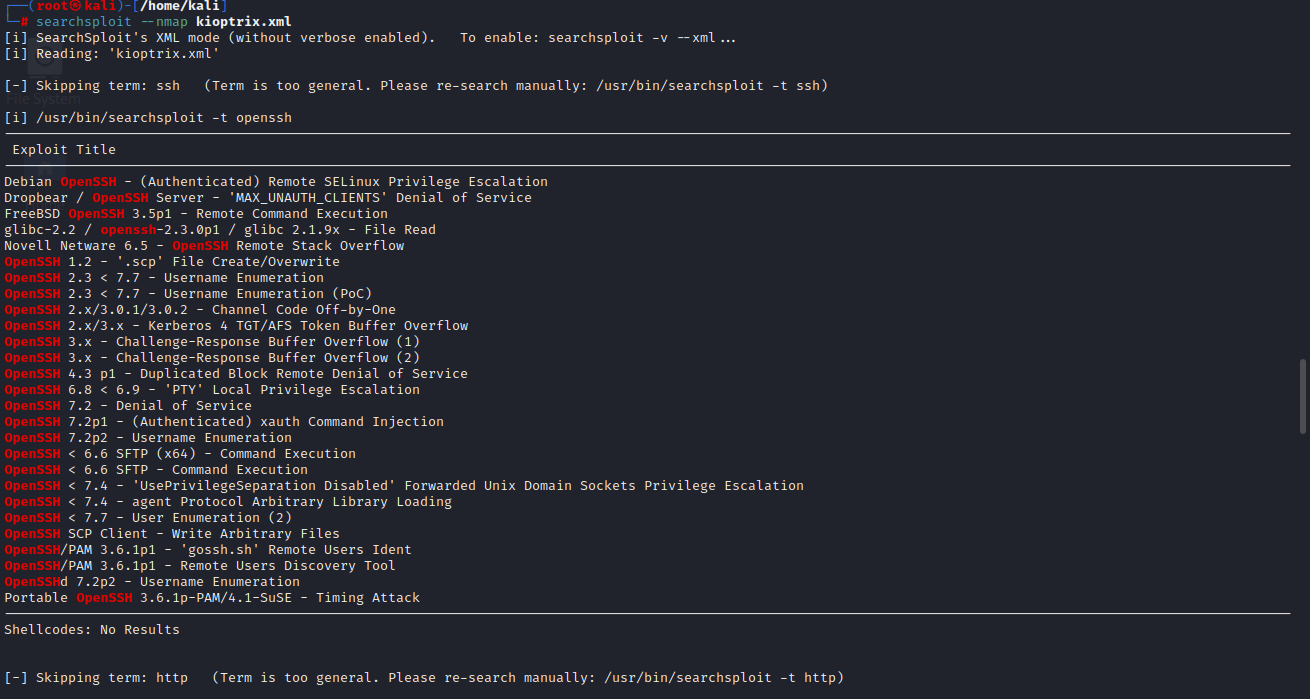 ┌──(root㉿kali)-[/home/kali]
└─# searchsploit --nmap kioptrix.xml
[i] SearchSploit's XML mode (without verbose enabled).   To enable: searchsploit -v --xml...
[i] Reading: 'kioptrix.xml'
[-] Skipping term: ssh   (Term is too general. Please re-search manually: /usr/bin/searchsploit -t ssh)
File System
[i] /usr/bin/searchsploit -t openssh
Exploit Title
Debian OpenSSH - (Authenticated) Remote SELinux Privilege Escalation
Dropbear / OpenSSH Server - 'MAX_UNAUTH_CLIENTS' Denial of Service
FreeBSD OpenSSH 3.5p1 - Remote Command Execution
glibc-2.2 / openssh-2.3.0p1 / glibc 2.1.9x - File Read
Novell Netware 6.5 - OpenSSH Remote Stack Overflow
OpenSSH 1.2 - '.scp' File Create/Overwrite
OpenSSH 2.3 < 7.7 - Username Enumeration
OpenSSH 2.3 < 7.7 - Username Enumeration (PoC)
OpenSSH 2.x/3.0.1/3.0.2 - Channel Code Off-by-One
OpenSSH 2.x/3.x - Kerberos 4 TGT/AFS Token Buffer Overflow
OpenSSH 3.x - Challenge-Response Buffer Overflow (1)
OpenSSH 3.x - Challenge-Response Buffer Overflow (2)
OpenSSH 4.3 p1 - Duplicated Block Remote Denial of Service
OpenSSH 6.8 < 6.9 - 'PTY' Local Privilege Escalation
OpenSSH 7.2 - Denial of Service
OpenSSH 7.2p1 - (Authenticated) xauth Command Injection
OpenSSH 7.2p2 - Username Enumeration
OpenSSH < 6.6 SFTP (x64) - Command Execution
OpenSSH < 6.6 SFTP - Command Execution
OpenSSH < 7.4 - 'UsePrivilegeSeparation Disabled' Forwarded Unix Domain Sockets Privilege Escalation
OpenSSH < 7.4 - agent Protocol Arbitrary Library Loading
OpenSSH < 7.7 - User Enumeration (2)
OpenSSH SCP Client - Write Arbitrary Files
OpenSSH/PAM 3.6.1p1 - 'gossh.sh' Remote Users Ident
OpenSSH/PAM 3.6.1p1 - Remote Users Discovery Tool
OpenSSHd 7.2p2 - Username Enumeration
Portable OpenSSH 3.6.1p-PAM/4.1-SuSE - Timing Attack
Shellcodes: No Results
[-] Skipping term: http   (Term is too general. Please re-search manually: /usr/bin/searchsploit -t http)